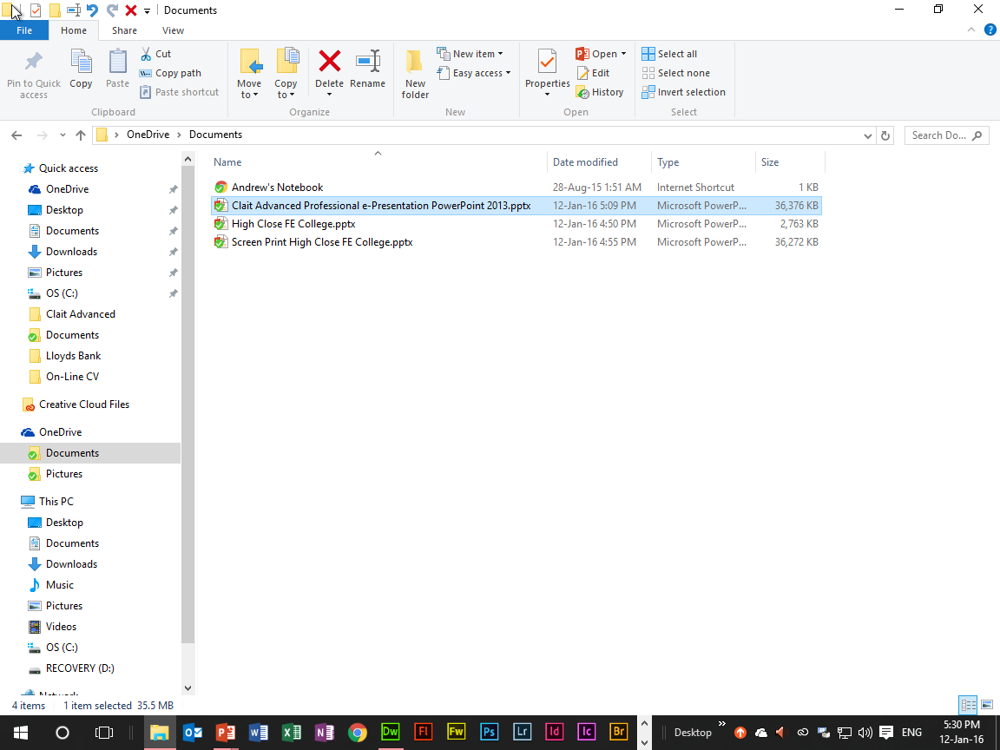 Documents
File Home Share View
Pin to Quick access
Copy
Paste
Cut
Copy path
Paste shortcut
Clipboard
Move to
Copy to
Delete
Rename
Organize
New folder
New item
Easy access
New
Properties
Open
Edit
History
Open
Select all
Select none
Invert selection
Select
OneDrive > Documents
Search Do...
Name Date modified Type Size
Andrew's Notebook 28-Aug-15 1:51 AM Internet Shortcut 1 KB
Clait Advanced Professional e-Presentation PowerPoint 2013.pptx 12-Jan-16 5:09 PM Microsoft PowerP... 36,376 KB
High Close FE College.pptx 12-Jan-16 4:50 PM Microsoft PowerP... 2,763 KB
Screen Print High Close FE College.pptx 12-Jan-16 4:55 PM Microsoft PowerP... 36,272 KB
Quick access
OneDrive
Desktop
Documents
Downloads
Pictures
OS (C:)
Clait Advanced
Documents
Lloyds Bank
On-Line CV
Creative Cloud Files
OneDrive
Documents
Pictures
This PC
Desktop
Documents
Downloads
Music
Pictures
Videos
OS (C:)
RECOVERY (D:)
Network
4 items 1 item selected 35.5 MB
Dw Fl Fw Ps Lr Id Ic Br
Desktop
ENG
5:30 PM
12-Jan-16